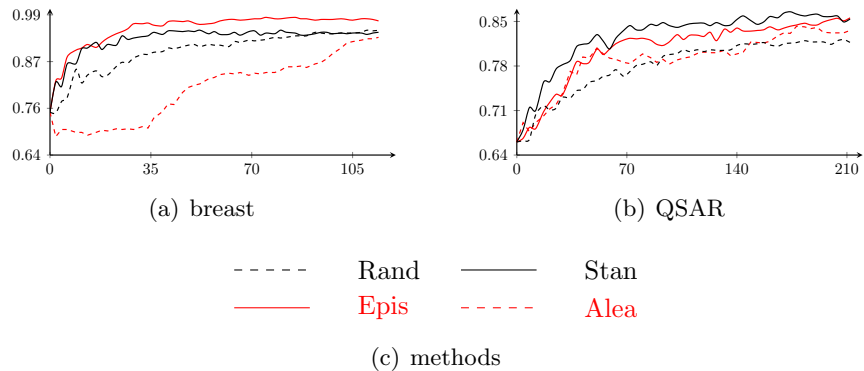 0.99
0.87
0.76
0.64
0 35 70 105
(a) breast
0.85
0.78
0.71
0.64
0 70 140 210
(b) QSAR
Rand Stan
Epis Alea
(c) methods